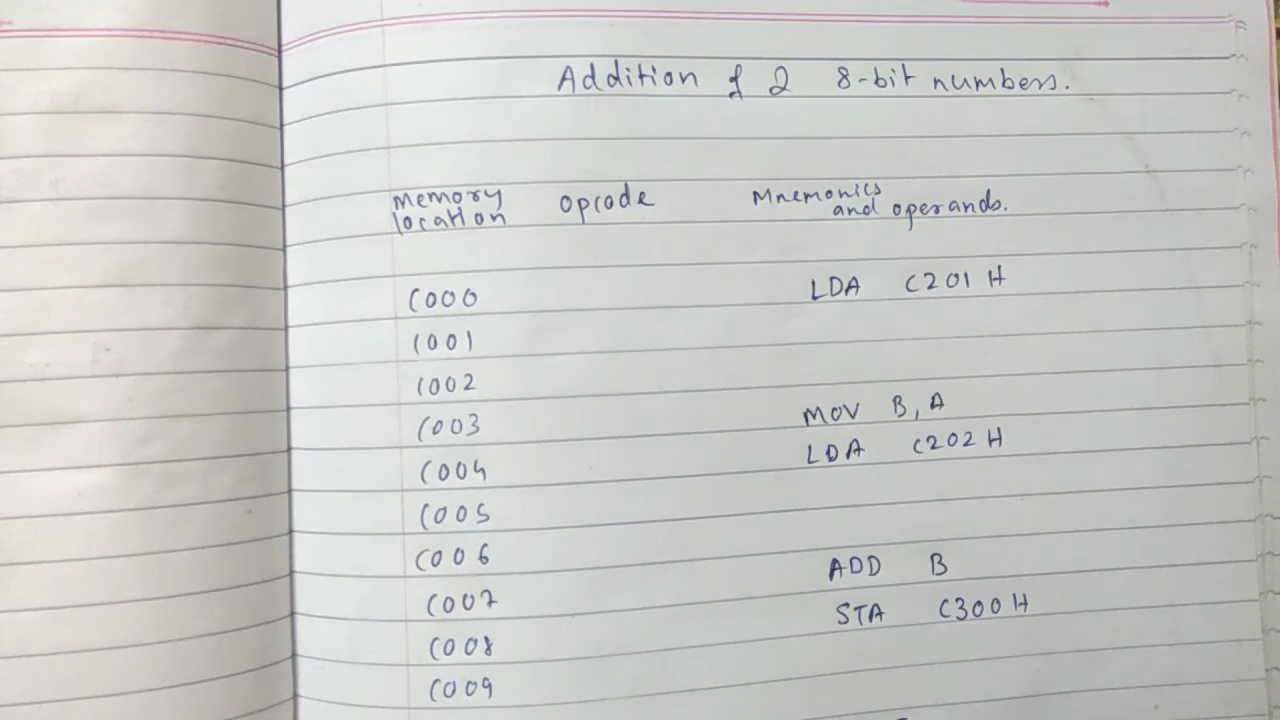 Addition of 2 8-bit numbers.
Memory location opcode Mnemonics and operands.
C000 LDA C201 H
C001
C002
C003 MOV B, A
C004 LDA C202 H
C005
C006
C007 ADD B
C008 STA C300 H
C009